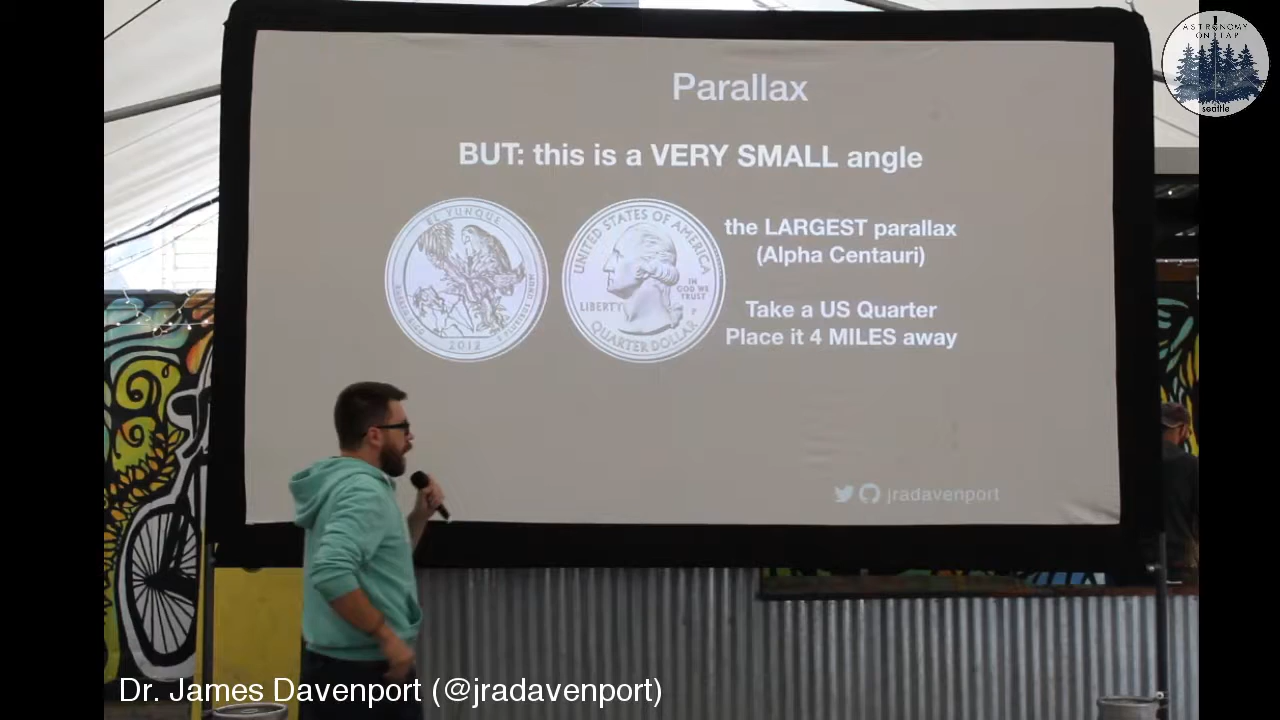 Parallax
BUT: this is a VERY SMALL angle
EL YUNQUE
2012
UNITED STATES OF AMERICA
LIBERTY
IN
GOD WE
TRUST
P
QUARTER DOLLAR
the LARGEST parallax
(Alpha Centauri)
Take a US Quarter
Place it 4 MILES away
jradavenport
ASTRONOMY
ON TAP
seattle
Dr. James Davenport (@jradavenport)